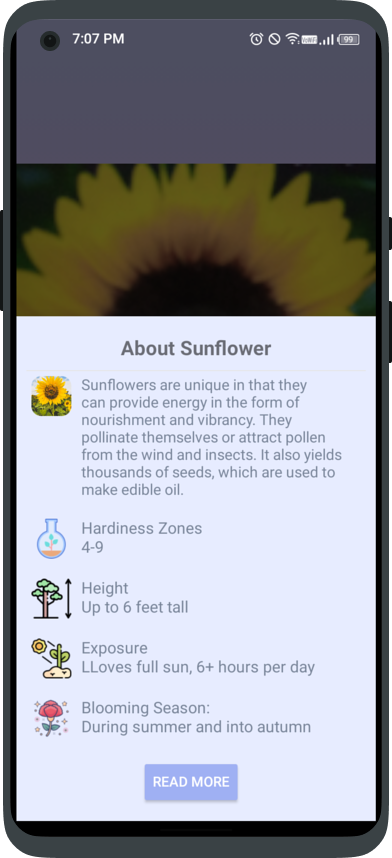 7:07 PM
99
About Sunflower
Sunflowers are unique in that they
can provide energy in the form of
nourishment and vibrancy. They
pollinate themselves or attract pollen
from the wind and insects. It also yields
thousands of seeds, which are used to
make edible oil.
Hardiness Zones
4-9
Height
Up to 6 feet tall
Exposure
LLoves full sun, 6+ hours per day
Blooming Season:
During summer and into autumn
READ MORE